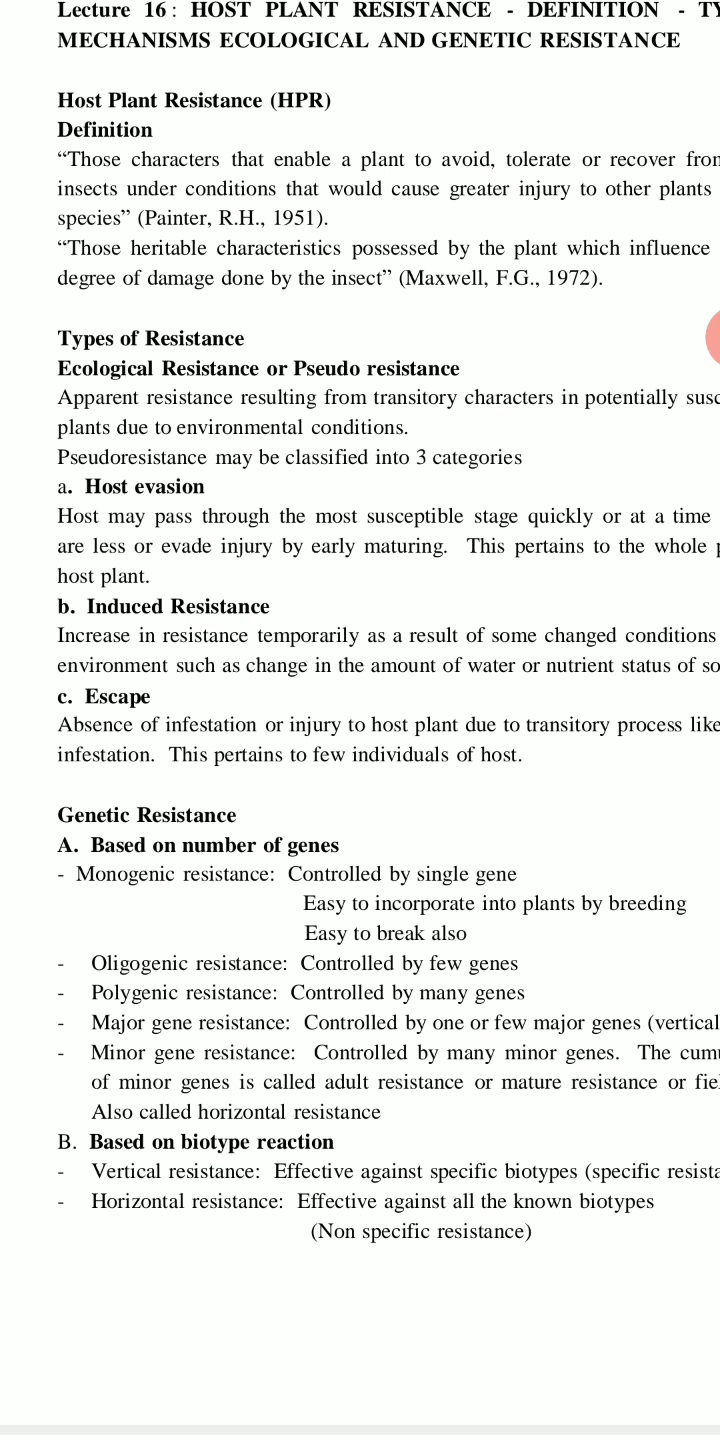 Lecture 16 : HOST PLANT RESISTANCE - DEFINITION -
MECHANISMS ECOLOGICAL AND GENETIC RESISTANCE
Host Plant Resistance (HPR)
Definition
“Those characters that enable a plant to avoid, tolerate or recover
insects under conditions that would cause greater injury to other plants
species” (Painter, R.H., 1951).
“Those heritable characteristics possessed by the plant which influence
degree of damage done by the insect” (Maxwell, F.G., 1972).
Types of Resistance
Ecological Resistance or Pseudo resistance
Apparent resistance resulting from transitory characters in potentially
plants due to environmental conditions.
Pseudoresistance may be classified into 3 categories
a. Host evasion
Host may pass through the most susceptible stage quickly or at a time
are less or evade injury by early maturing. This pertains to the whole
host plant.
b. Induced Resistance
Increase in resistance temporarily as a result of some changed conditions
environment such as change in the amount of water or nutrient status of
c. Escape
Absence of infestation or injury to host plant due to transitory process like
infestation. This pertains to few individuals of host.
Genetic Resistance
A. Based on number of genes
- Monogenic resistance: Controlled by single gene
Easy to incorporate into plants by breeding
Easy to break also
- Oligogenic resistance: Controlled by few genes
- Polygenic resistance: Controlled by many genes
- Major gene resistance: Controlled by one or few major genes (vertical
- Minor gene resistance: Controlled by many minor genes. The
of minor genes is called adult resistance or mature resistance or
Also called horizontal resistance
B. Based on biotype reaction
- Vertical resistance: Effective against specific biotypes (specific
- Horizontal resistance: Effective against all the known biotypes
(Non specific resistance)